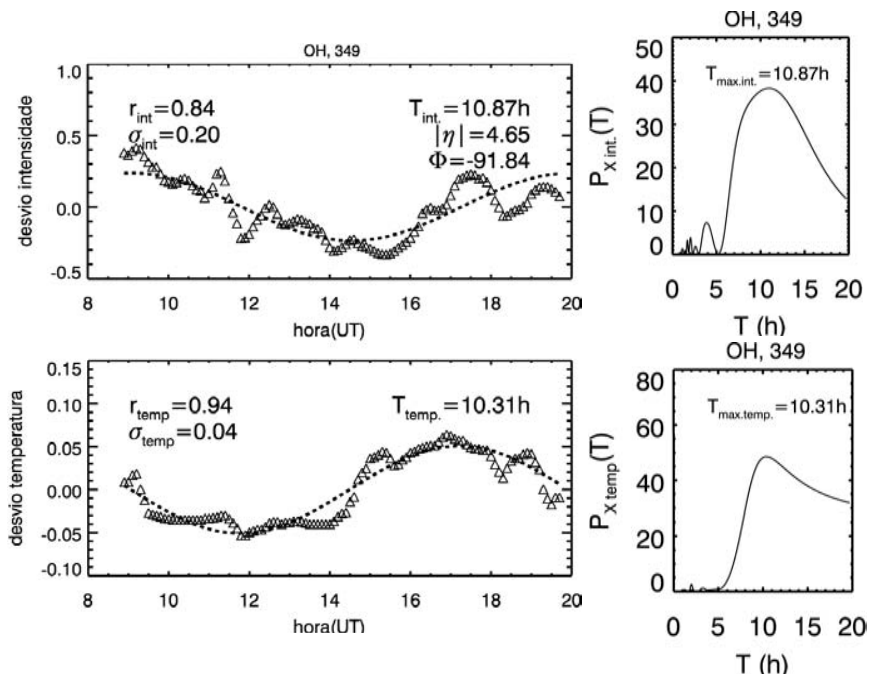 OH, 349
desvio intensidade
1.0
0.5
0.0
-0.5
r_int=0.84
σ_int=0.20
T_int.=10.87h
|η|=4.65
Φ=-91.84
8 10 12 14 16 18 20
hora(UT)
OH, 349
P_X int.(T)
50
40
30
20
10
0
T_max.int.=10.87h
0 5 10 15 20
T (h)
desvio temperatura
0.15
0.10
0.05
0.00
-0.05
-0.10
r_temp=0.94
σ_temp=0.04
T_temp.=10.31h
8 10 12 14 16 18 20
hora(UT)
OH, 349
P_X temp(T)
80
60
40
20
0
T_max.temp.=10.31h
0 5 10 15 20
T (h)